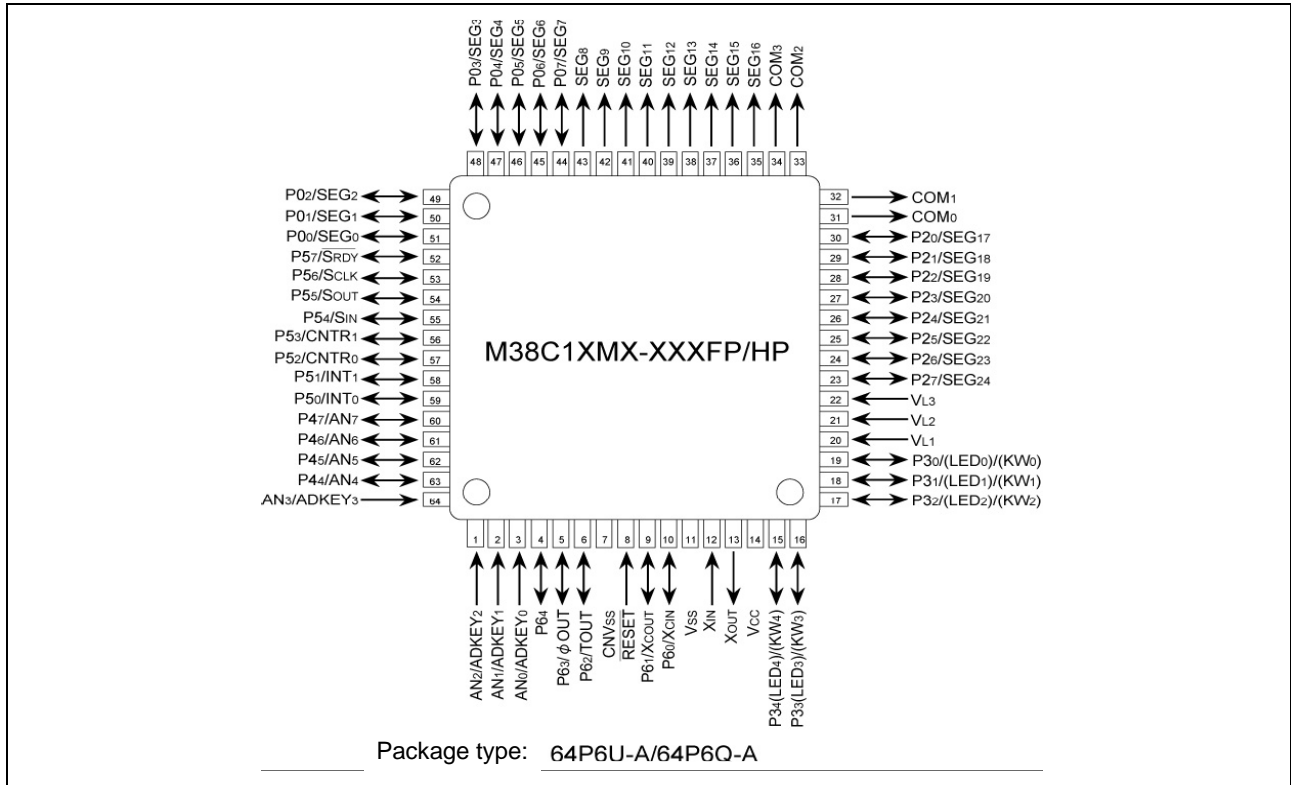 P03/SEG3
P04/SEG4
P05/SEG5
P06/SEG6
P07/SEG7
SEG8
SEG9
SEG10
SEG11
SEG12
SEG13
SEG14
SEG15
SEG16
COM3
COM2
48 47 46 45 44 43 42 41 40 39 38 37 36 35 34 33
P02/SEG2 49
P01/SEG1 50
P00/SEG0 51
P57/SRDY 52
P56/SCLK 53
P55/SOUT 54
P54/SIN 55
P53/CNTR1 56
P52/CNTR0 57
P51/INT1 58
P50/INT0 59
P47/AN7 60
P46/AN6 61
P45/AN5 62
P44/AN4 63
AN3/ADKEY3 64
M38C1XMX-XXXFP/HP
32 COM1
31 COM0
30 P20/SEG17
29 P21/SEG18
28 P22/SEG19
27 P23/SEG20
26 P24/SEG21
25 P25/SEG22
24 P26/SEG23
23 P27/SEG24
22 VL3
21 VL2
20 VL1
19 P30/(LED0)/(KW0)
18 P31/(LED1)/(KW1)
17 P32/(LED2)/(KW2)
1 2 3 4 5 6 7 8 9 10 11 12 13 14 15 16
AN2/ADKEY2
AN1/ADKEY1
AN0/ADKEY0
P64
P63/ϕOUT
P62/TOUT
CNVSS
RESET
P61/XCOUT
P60/XCIN
VSS
XIN
XOUT
VCC
P34(LED4)/(KW4)
P33(LED3)/(KW3)
Package type: 64P6U-A/64P6Q-A